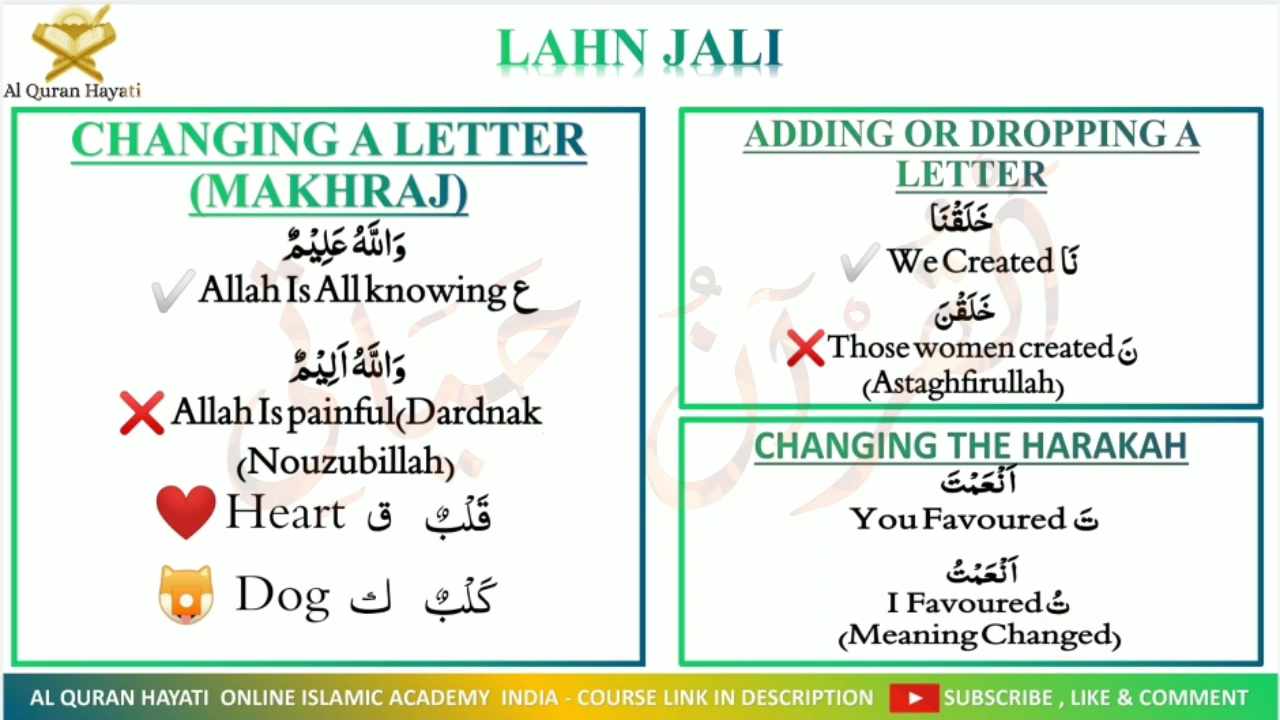 Al Quran Hayati
LAHN JALI
CHANGING A LETTER
(MAKHRAJ)
وَاللَّهُ عَلِيْمٌ
✔ Allah Is All knowing ع
وَاللَّهُ اَلِيْمٌ
❌ Allah Is painful(Dardnak
(Nouzubillah)
❤ Heart ق قَلْبٌ
Dog ك كَلْبٌ
ADDING OR DROPPING A
LETTER
خَلَقْنَا
✔ We Created نَا
خَلَقْنَ
❌ Those women created نَ
(Astaghfirullah)
CHANGING THE HARAKAH
اَنْعَمْتَ
You Favoured تَ
اَنْعَمْتُ
I Favoured تُ
(Meaning Changed)
القرآن حياتي
AL QURAN HAYATI ONLINE ISLAMIC ACADEMY INDIA - COURSE LINK IN DESCRIPTION SUBSCRIBE , LIKE & COMMENT